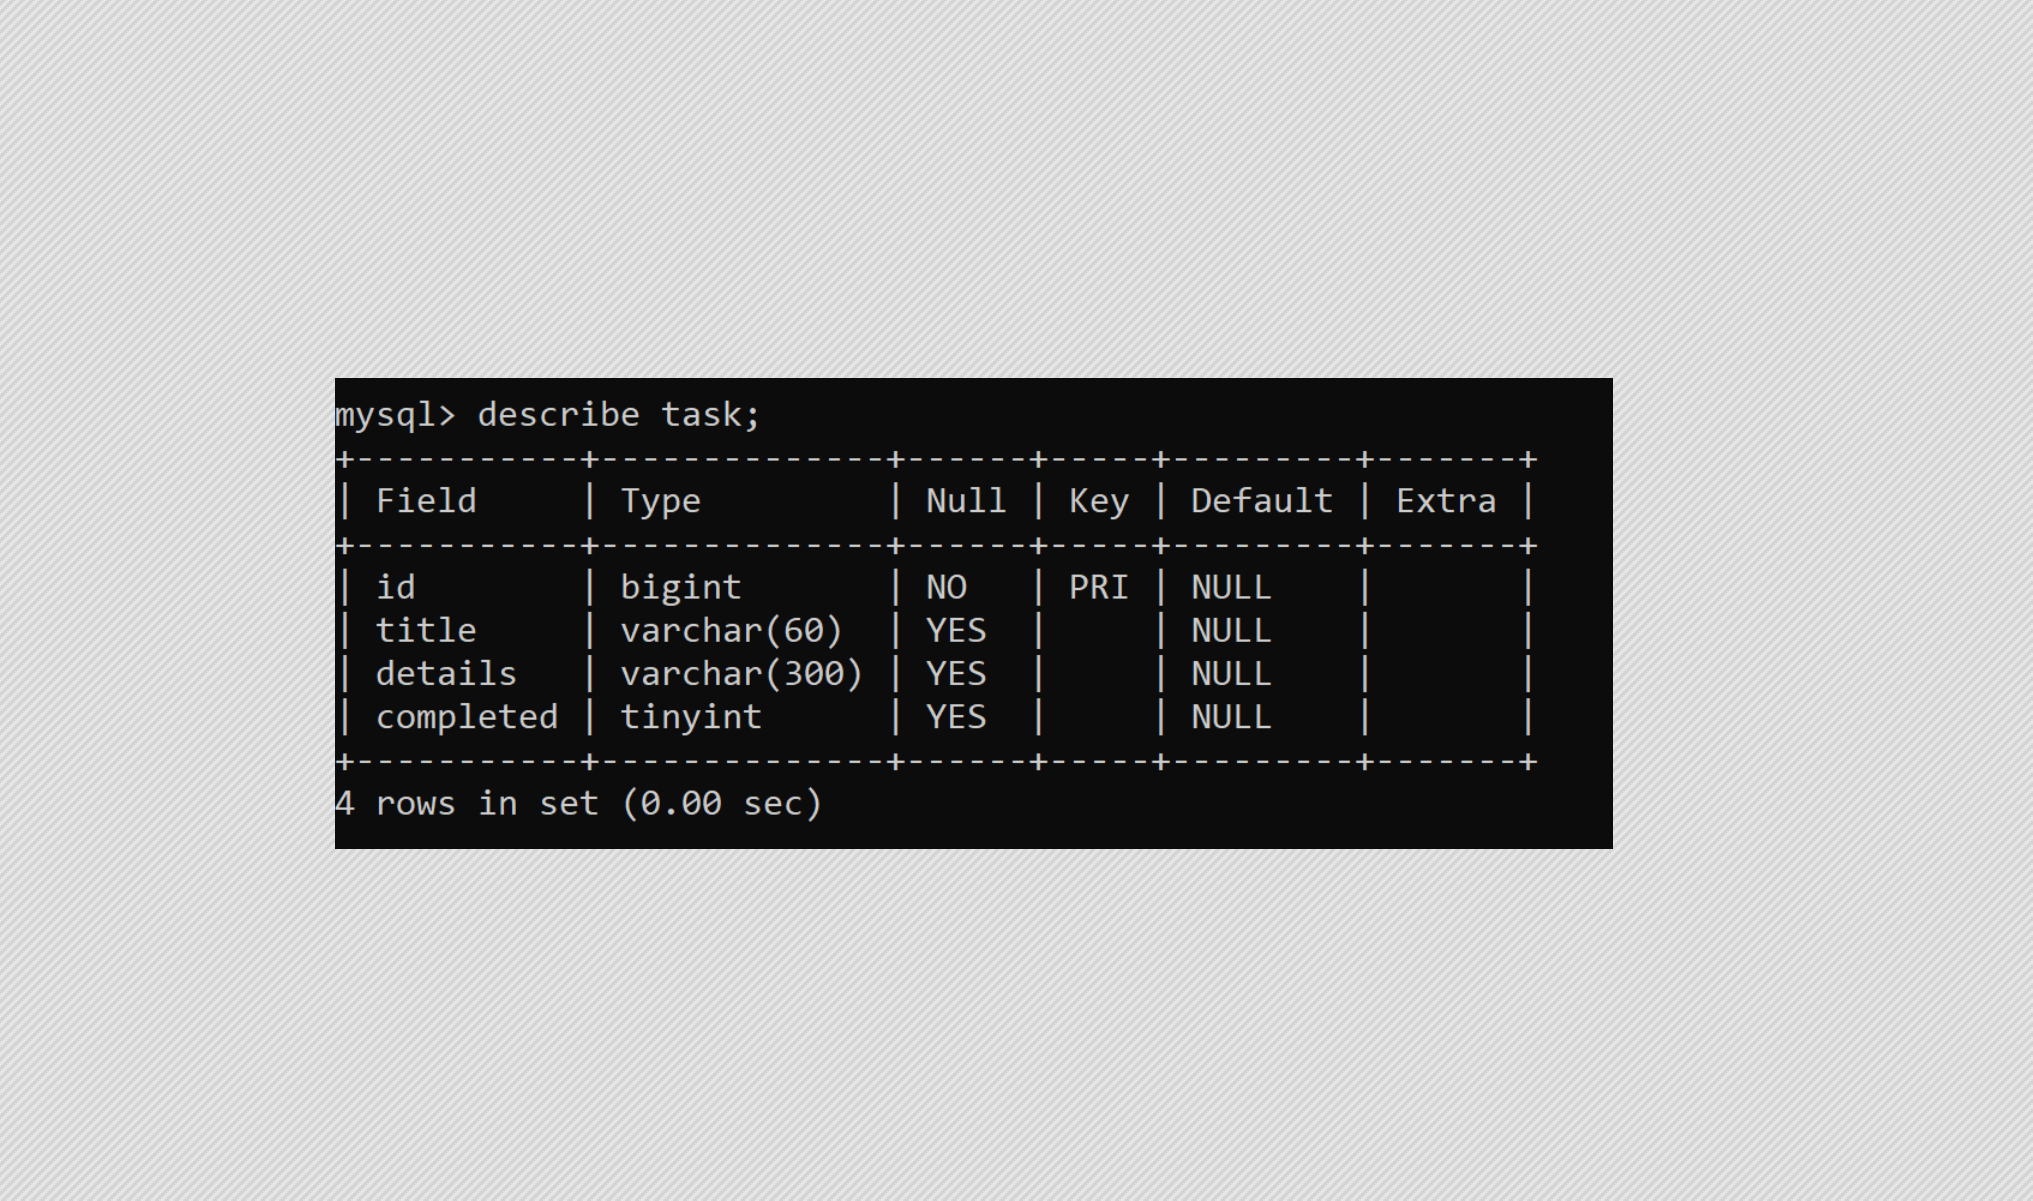 mysql> describe task;
+-----------+--------------+------+-----+---------+-------+
| Field     | Type         | Null | Key | Default | Extra |
+-----------+--------------+------+-----+---------+-------+
| id        | bigint       | NO   | PRI | NULL    |       |
| title     | varchar(60)  | YES  |     | NULL    |       |
| details   | varchar(300) | YES  |     | NULL    |       |
| completed | tinyint      | YES  |     | NULL    |       |
+-----------+--------------+------+-----+---------+-------+
4 rows in set (0.00 sec)